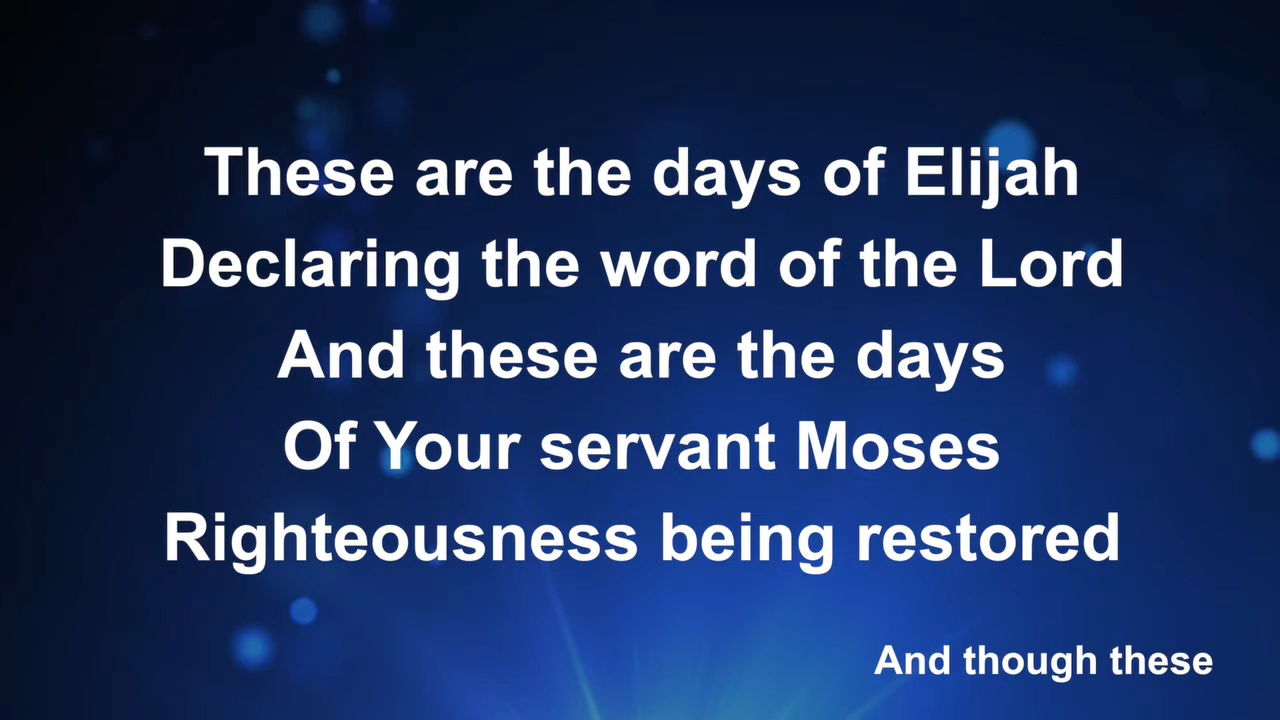 These are the days of Elijah
Declaring the word of the Lord
And these are the days
Of Your servant Moses
Righteousness being restored
And though these